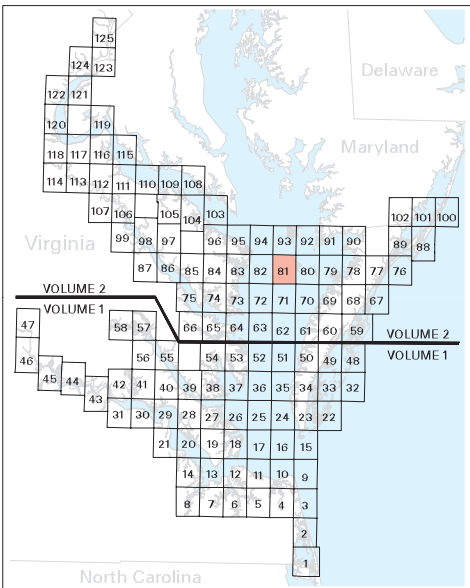 125
124 123
Delaware
122 121
120 119
Maryland
118 117 116 115
114 113 112 111 110 109 108
107 106 105 104 103 102 101 100
Virginia
99 98 97 96 95 94 93 92 91 90 89 88
87 86 85 84 83 82 81 80 79 78 77 76
75 74 73 72 71 70 69 68 67
VOLUME 2
VOLUME 1
47 58 57 66 65 64 63 62 61 60 59
VOLUME 2
VOLUME 1
46 56 55 54 53 52 51 50 49 48
45 44 43 42 41 40 39 38 37 36 35 34 33 32
31 30 29 28 27 26 25 24 23 22
21 20 19 18 17 16 15
14 13 12 11 10 9
8 7 6 5 4 3
2
1
North Carolina